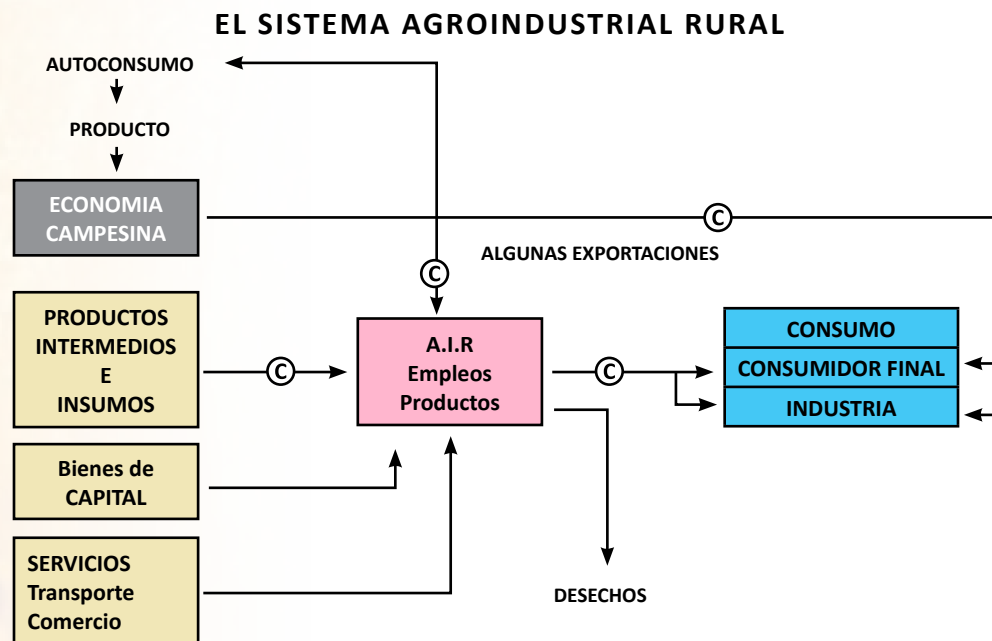 EL SISTEMA AGROINDUSTRIAL RURAL
AUTOCONSUMO
PRODUCTO
ECONOMIA
CAMPESINA
C
ALGUNAS EXPORTACIONES
C
PRODUCTOS
INTERMEDIOS
E
INSUMOS
C
A.I.R
Empleos
Productos
C
CONSUMO
CONSUMIDOR FINAL
INDUSTRIA
Bienes de
CAPITAL
SERVICIOS
Transporte
Comercio
DESECHOS